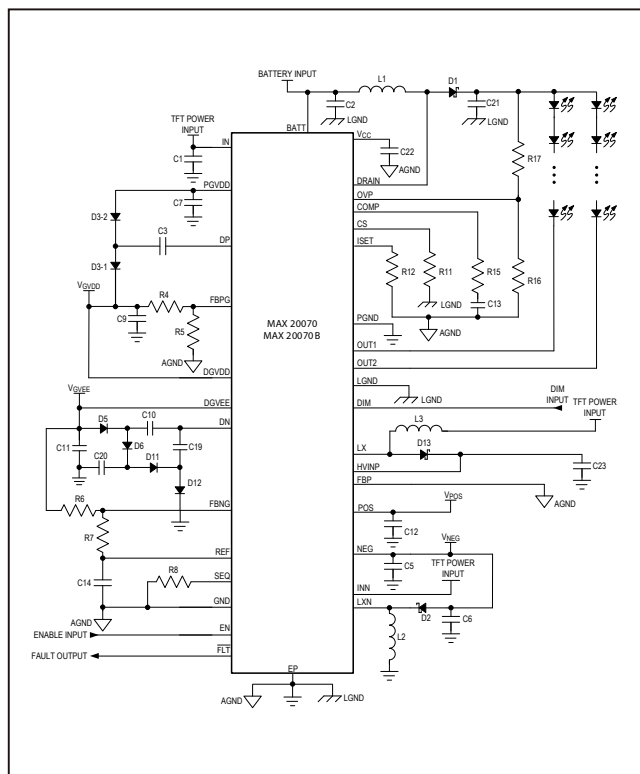 BATTERY INPUT
L1
D1
C2
LGND
C21
LGND
TFT POWER
INPUT
BATT
IN
VCC
C1
C22
AGND
R17
PGVDD
DRAIN
C7
OVP
D3-2
COMP
C3
DP
CS
ISET
D3-1
R12
R11
R15
R16
VGVDD
R4
FBPG
LGND
C13
C9
R5
MAX 20070
MAX 20070B
PGND
AGND
AGND
OUT1
DGVDD
OUT2
VGVEE
LGND
LGND
DIM
INPUT
DGVEE
DIM
TFT POWER
INPUT
C10
DN
L3
D5
C11
D6
C19
LX
D13
C20
D11
HVINP
C23
D12
FBP
R6
FBNG
VPOS
AGND
POS
R7
C12
VNEG
REF
NEG
TFT POWER
INPUT
R8
SEQ
C5
C14
INN
GND
LXN
AGND
D2
C6
EN
ENABLE INPUT
L2
FAULT OUTPUT
FLT
EP
AGND
LGND